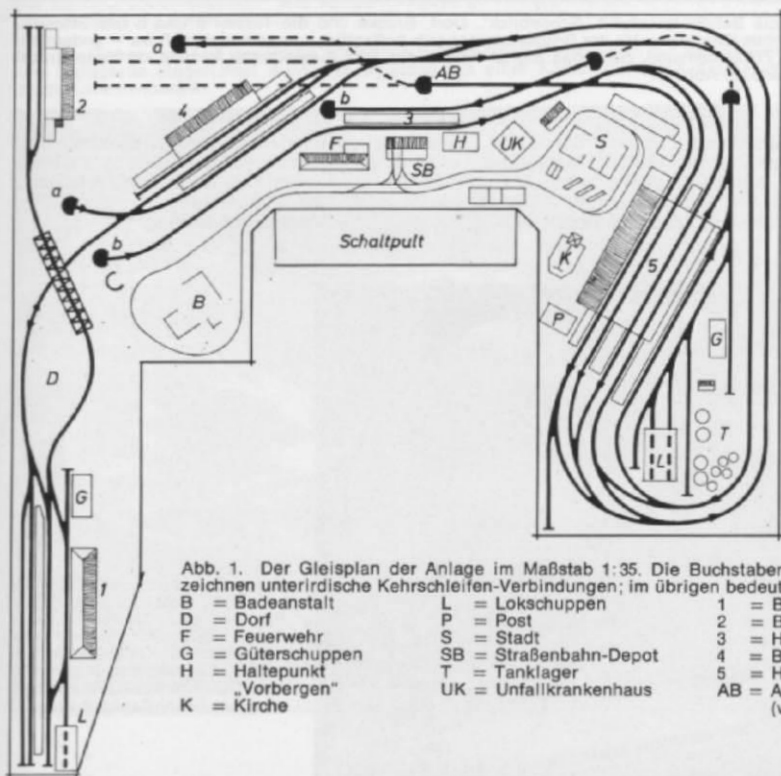 a
AB
2
4
b
3
F
H
UK
S
SB
a
b
Schaltpult
K
5
B
P
G
D
T
L
G
1
L
Abb. 1. Der Gleisplan der Anlage im Maßstab 1:35. Die Buchstaben
zeichnen unterirdische Kehrschleifen-Verbindungen; im übrigen bedeut
B = Badeanstalt L = Lokschuppen 1 = B
D = Dorf P = Post 2 = B
F = Feuerwehr S = Stadt 3 = H
G = Güterschuppen SB = Straßenbahn-Depot 4 = B
H = Haltepunkt T = Tanklager 5 = H
„Vorbergen" UK = Unfallkrankenhaus AB = A
K = Kirche (v